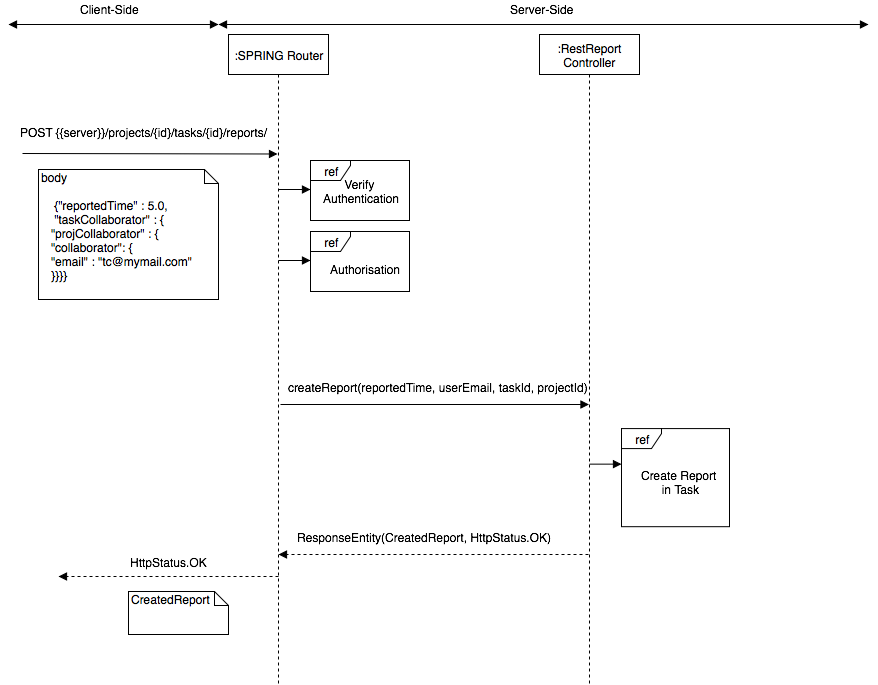 Client-Side
Server-Side
:SPRING Router
:RestReport
Controller
POST {{server}}/projects/{id}/tasks/{id}/reports/
body
{"reportedTime" : 5.0,
"taskCollaborator" : {
"projCollaborator" : {
"collaborator": {
"email" : "tc@mymail.com"
}}}}
ref
Verify
Authentication
ref
Authorisation
createReport(reportedTime, userEmail, taskId, projectId)
ref
Create Report
in Task
ResponseEntity(CreatedReport, HttpStatus.OK)
HttpStatus.OK
CreatedReport